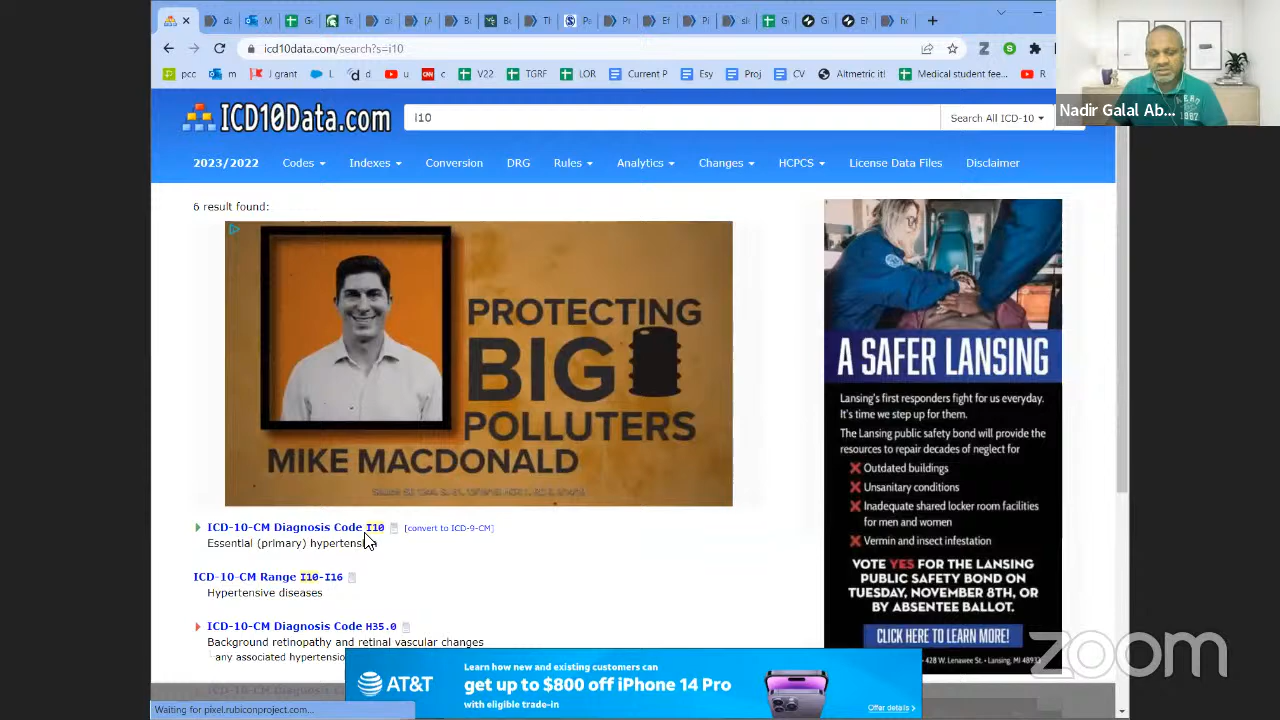 icd10data.com/search?s=i10
pcc
M
J grant
L
d
u
c
V22
TGRF
LOR
Current P
Esy
Proj
CV
Altmetric itl
Medical student fee...
R
Nadir Galal Ab...
ICD10Data.com
I10
Search All ICD-10
2023/2022
Codes
Indexes
Conversion
DRG
Rules
Analytics
Changes
HCPCS
License Data Files
Disclaimer
6 result found:
PROTECTING
BIG
POLLUTERS
MIKE MACDONALD
ICD-10-CM Diagnosis Code I10
[convert to ICD-9-CM]
Essential (primary) hypertension
ICD-10-CM Range I10-I16
Hypertensive diseases
ICD-10-CM Diagnosis Code H35.0
Background retinopathy and retinal vascular changes
any associated hypertensio
A SAFER LANSING
Lansing's first responders fight for us everyday.
It's time we step up for them.
The Lansing public safety bond will provide the
resources to repair decades of neglect for
Outdated buildings
Unsanitary conditions
Inadequate shared locker room facilities
for men and women
Vermin and insect infestation
VOTE YES FOR THE LANSING
PUBLIC SAFETY BOND ON
TUESDAY, NOVEMBER 8TH, OR
BY ABSENTEE BALLOT.
CLICK HERE TO LEARN MORE!
428 W. Lenawee St. • Lansing, MI 48933
zoom
AT&T
Learn how new and existing customers can
get up to $800 off iPhone 14 Pro
with eligible trade-in
Offer details
Waiting for pixel.rubiconproject.com...